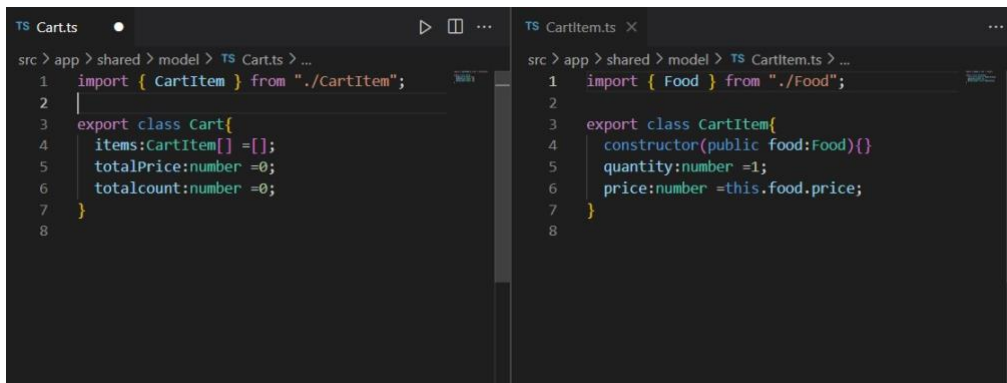 TS Cart.ts
src > app > shared > model > TS Cart.ts > ...
1 import { CartItem } from "./CartItem";
2
3 export class Cart{
4 items:CartItem[] =[];
5 totalPrice:number =0;
6 totalcount:number =0;
7 }
8
TS CartItem.ts
src > app > shared > model > TS CartItem.ts > ...
1 import { Food } from "./Food";
2
3 export class CartItem{
4 constructor(public food:Food){}
5 quantity:number =1;
6 price:number =this.food.price;
7 }
8